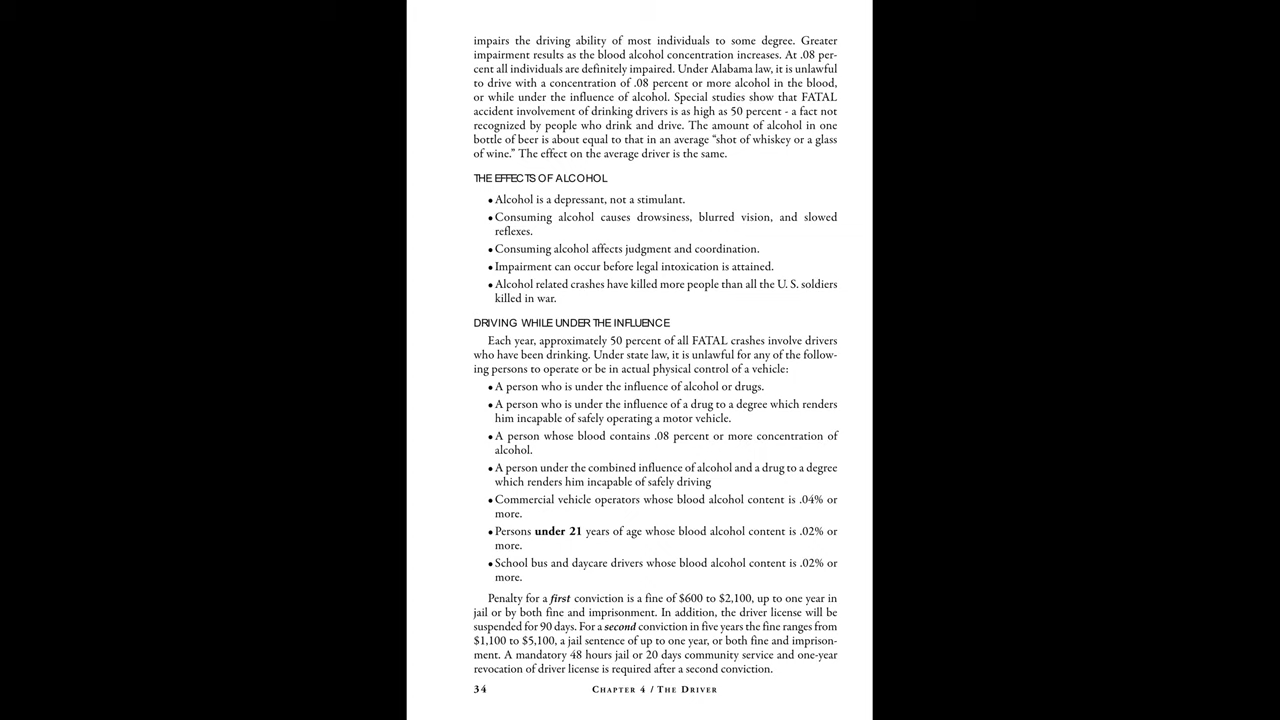 impairs the driving ability of most individuals to some degree. Greater
impairment results as the blood alcohol concentration increases. At .08 per-
cent all individuals are definitely impaired. Under Alabama law, it is unlawful
to drive with a concentration of .08 percent or more alcohol in the blood,
or while under the influence of alcohol. Special studies show that FATAL
accident involvement of drinking drivers is as high as 50 percent - a fact not
recognized by people who drink and drive. The amount of alcohol in one
bottle of beer is about equal to that in an average “shot of whiskey or a glass
of wine.” The effect on the average driver is the same.
THE EFFECTS OF ALCOHOL
• Alcohol is a depressant, not a stimulant.
• Consuming alcohol causes drowsiness, blurred vision, and slowed
reflexes.
• Consuming alcohol affects judgment and coordination.
• Impairment can occur before legal intoxication is attained.
• Alcohol related crashes have killed more people than all the U. S. soldiers
killed in war.
DRIVING WHILE UNDER THE INFLUENCE
Each year, approximately 50 percent of all FATAL crashes involve drivers
who have been drinking. Under state law, it is unlawful for any of the follow-
ing persons to operate or be in actual physical control of a vehicle:
• A person who is under the influence of alcohol or drugs.
• A person who is under the influence of a drug to a degree which renders
him incapable of safely operating a motor vehicle.
• A person whose blood contains .08 percent or more concentration of
alcohol.
• A person under the combined influence of alcohol and a drug to a degree
which renders him incapable of safely driving
• Commercial vehicle operators whose blood alcohol content is .04% or
more.
• Persons under 21 years of age whose blood alcohol content is .02% or
more.
• School bus and daycare drivers whose blood alcohol content is .02% or
more.
Penalty for a first conviction is a fine of $600 to $2,100, up to one year in
jail or by both fine and imprisonment. In addition, the driver license will be
suspended for 90 days. For a second conviction in five years the fine ranges from
$1,100 to $5,100, a jail sentence of up to one year, or both fine and imprison-
ment. A mandatory 48 hours jail or 20 days community service and one-year
revocation of driver license is required after a second conviction.
34 CHAPTER 4 / THE DRIVER